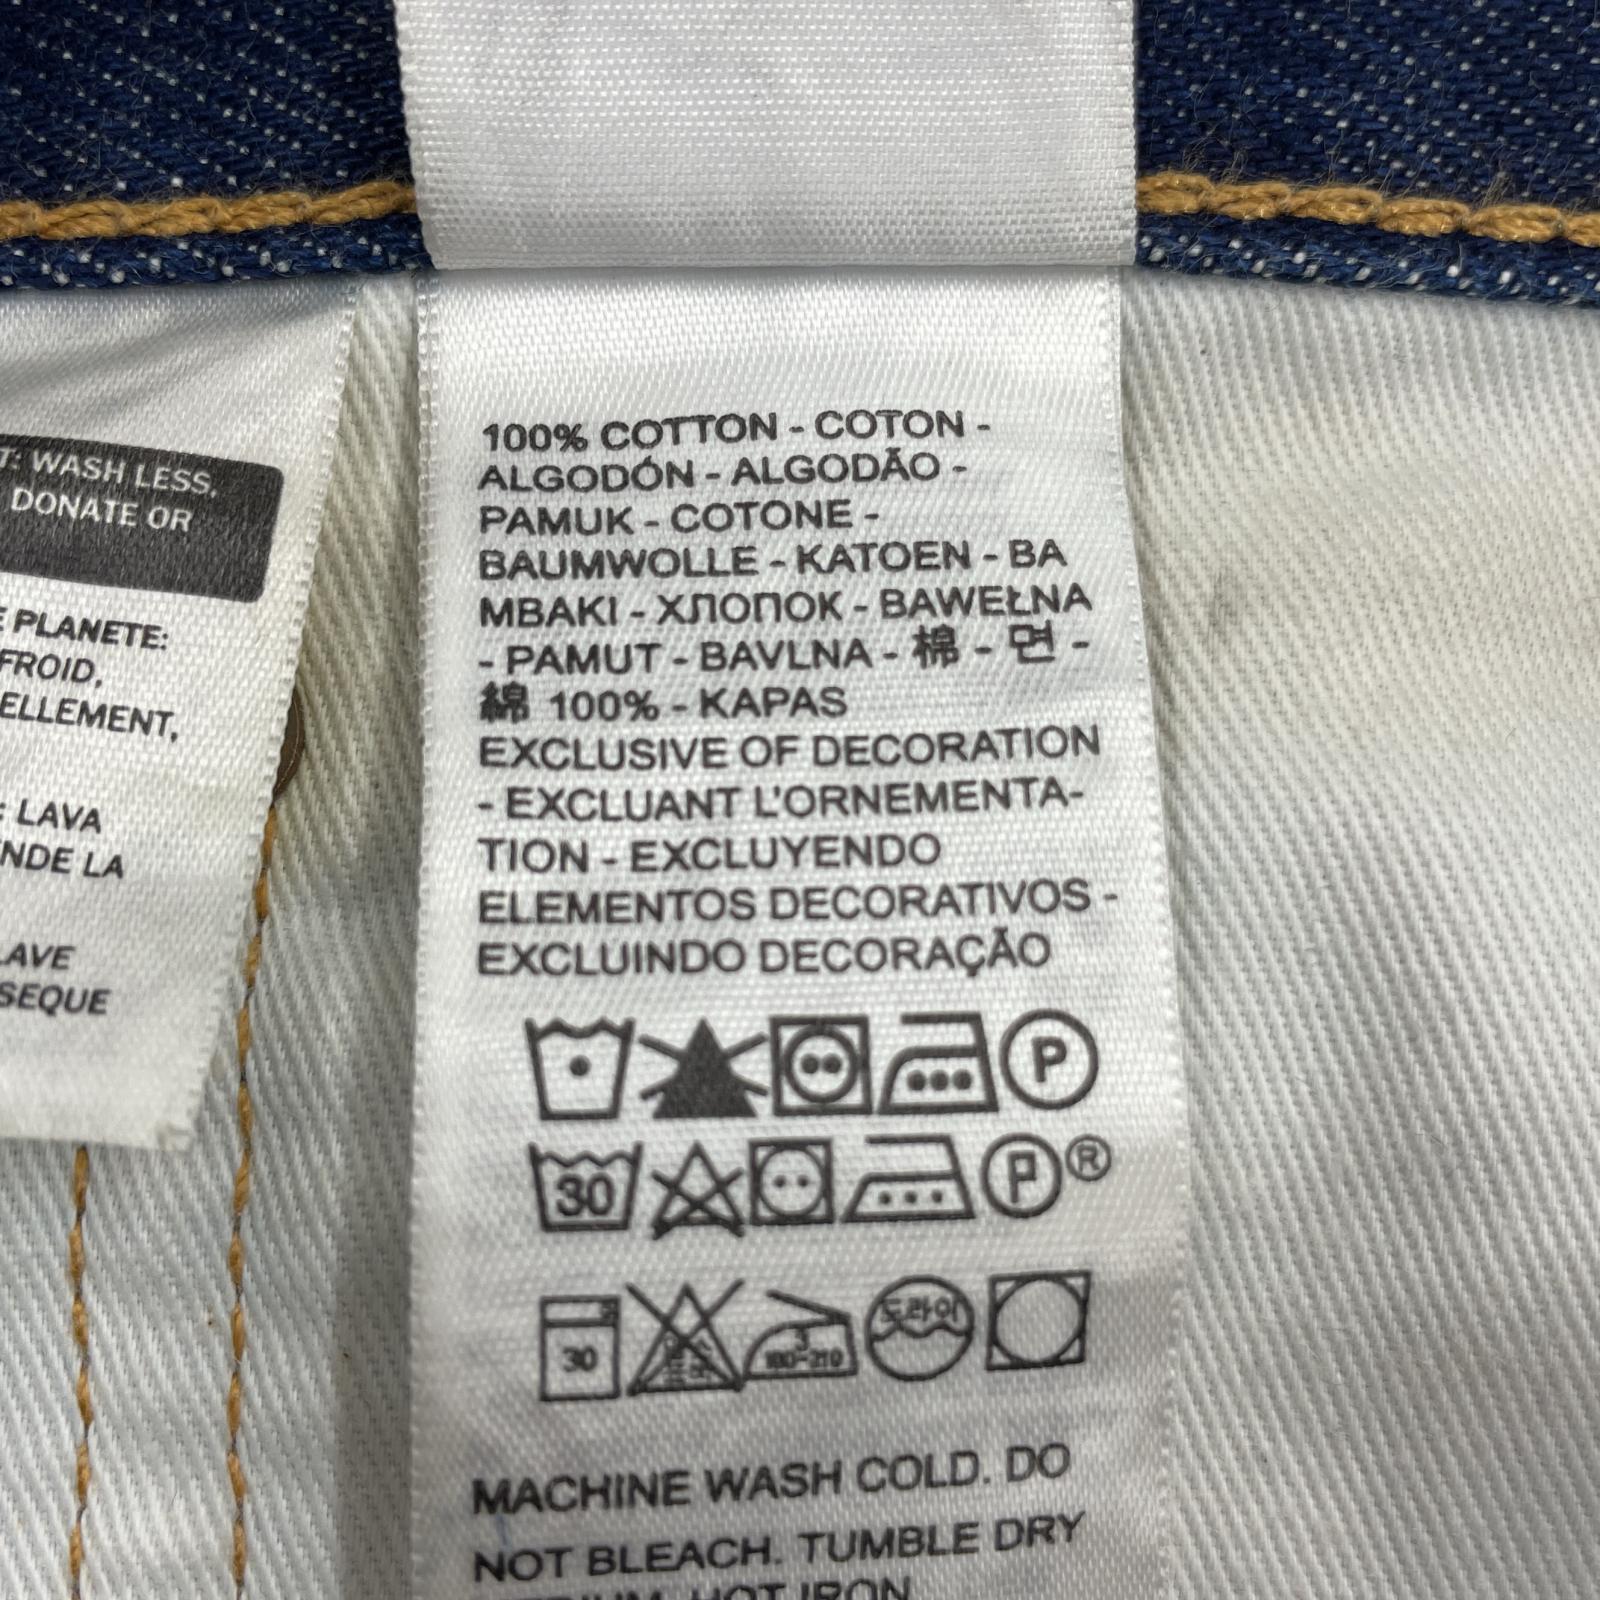 T: WASH LESS,
DONATE OR
E PLANETE:
FROID,
ELLEMENT,
: LAVA
NDE LA
LAVE
SEQUE
100% COTTON - COTON -
ALGODÓN - ALGODÃO -
PAMUK - COTONE -
BAUMWOLLE - KATOEN - BA
MBAKI - ХЛОПОК - BAWEŁNA
- PAMUT - BAVLNA - 棉 - 면 -
綿 100% - KAPAS
EXCLUSIVE OF DECORATION
- EXCLUANT L'ORNEMENTA-
TION - EXCLUYENDO
ELEMENTOS DECORATIVOS -
EXCLUINDO DECORAÇÃO
P
30 P ®
30 3 180-210 드라이
MACHINE WASH COLD. DO
NOT BLEACH. TUMBLE DRY
HOT IRON